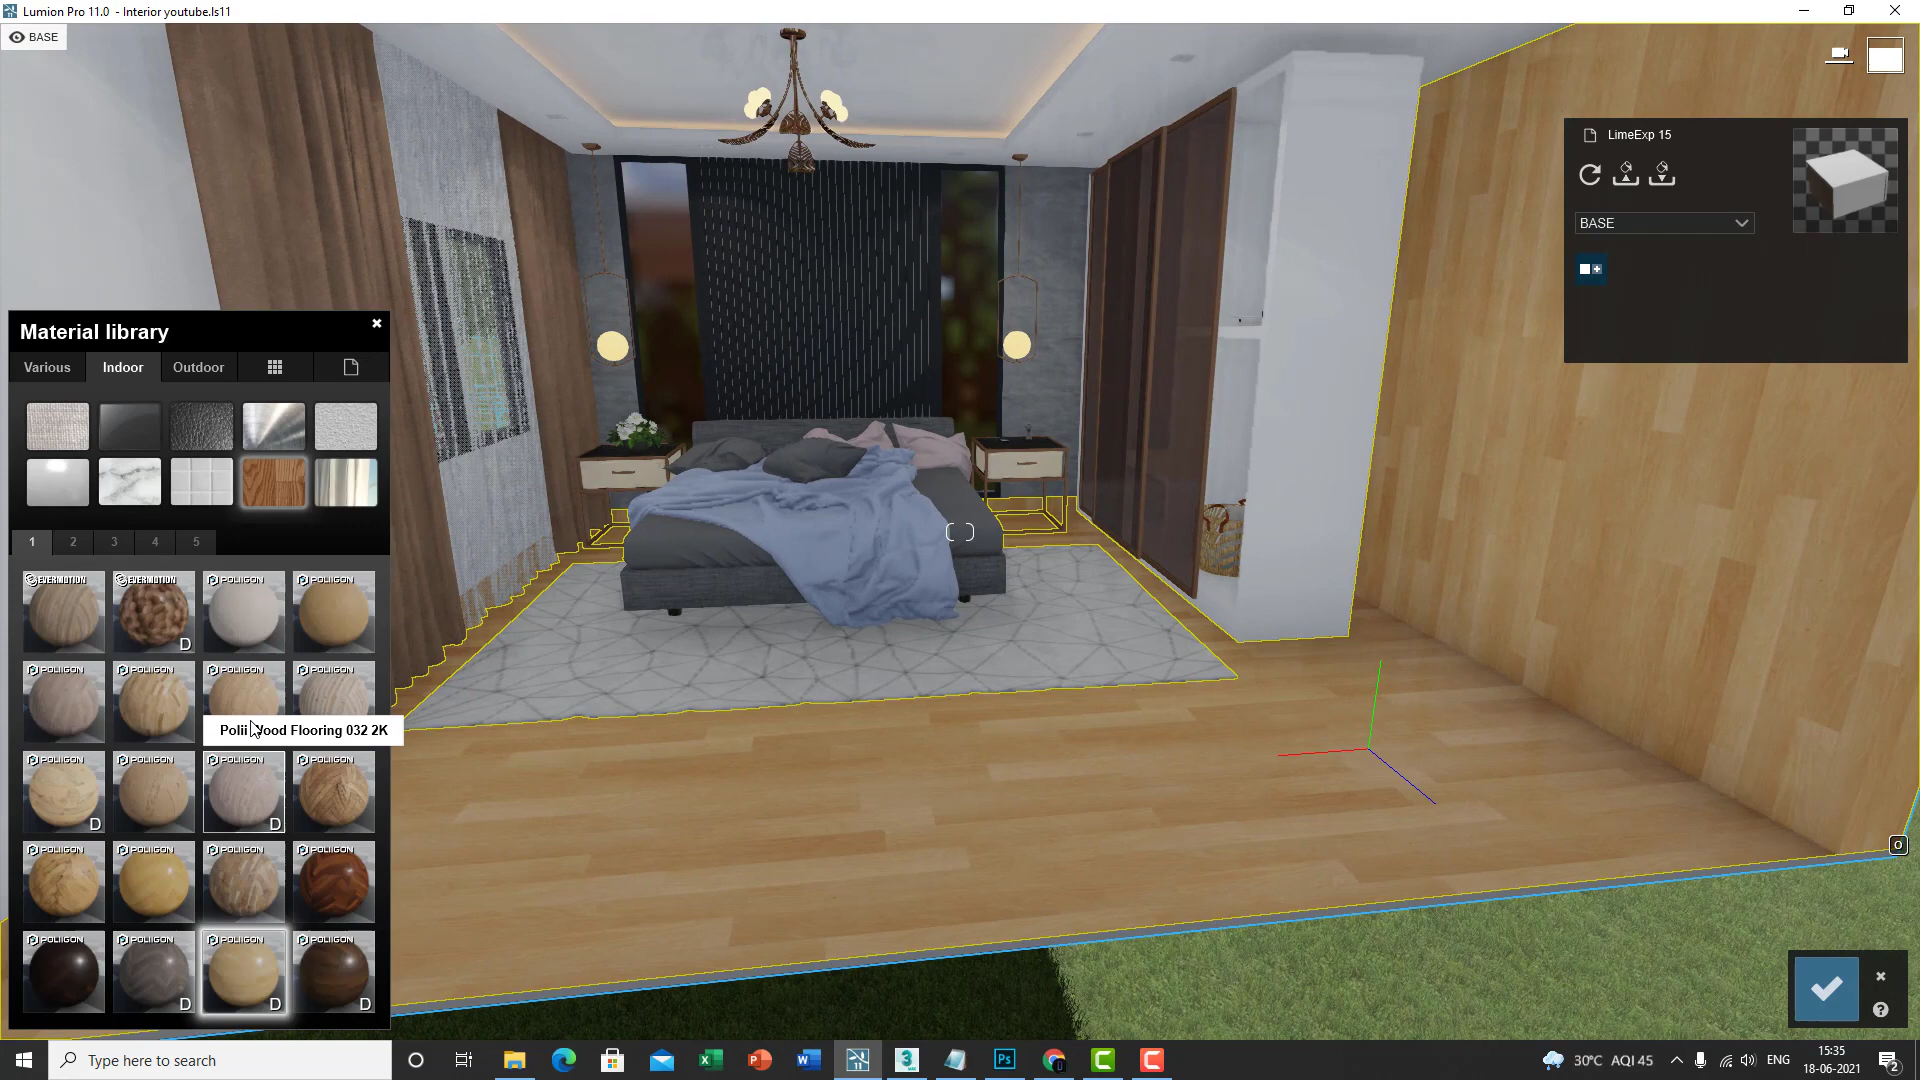 Lumion Pro 11.0 - Interior youtube.ls11
BASE
LimeExp 15
BASE
Material library
Various
Indoor
Outdoor
1
2
3
4
5
EVERMOTION
EVERMOTION
D
POLIIGON
POLIIGON
POLIIGON
POLIIGON
POLIIGON
POLIIGON
Polii Wood Flooring 032 2K
POLIIGON
D
POLIIGON
POLIIGON
D
POLIIGON
POLIIGON
POLIIGON
POLIIGON
POLIIGON
POLIIGON
POLIIGON
D
POLIIGON
D
POLIIGON
D
O
Type here to search
30°C AQI 45
ENG
15:35
18-06-2021
2